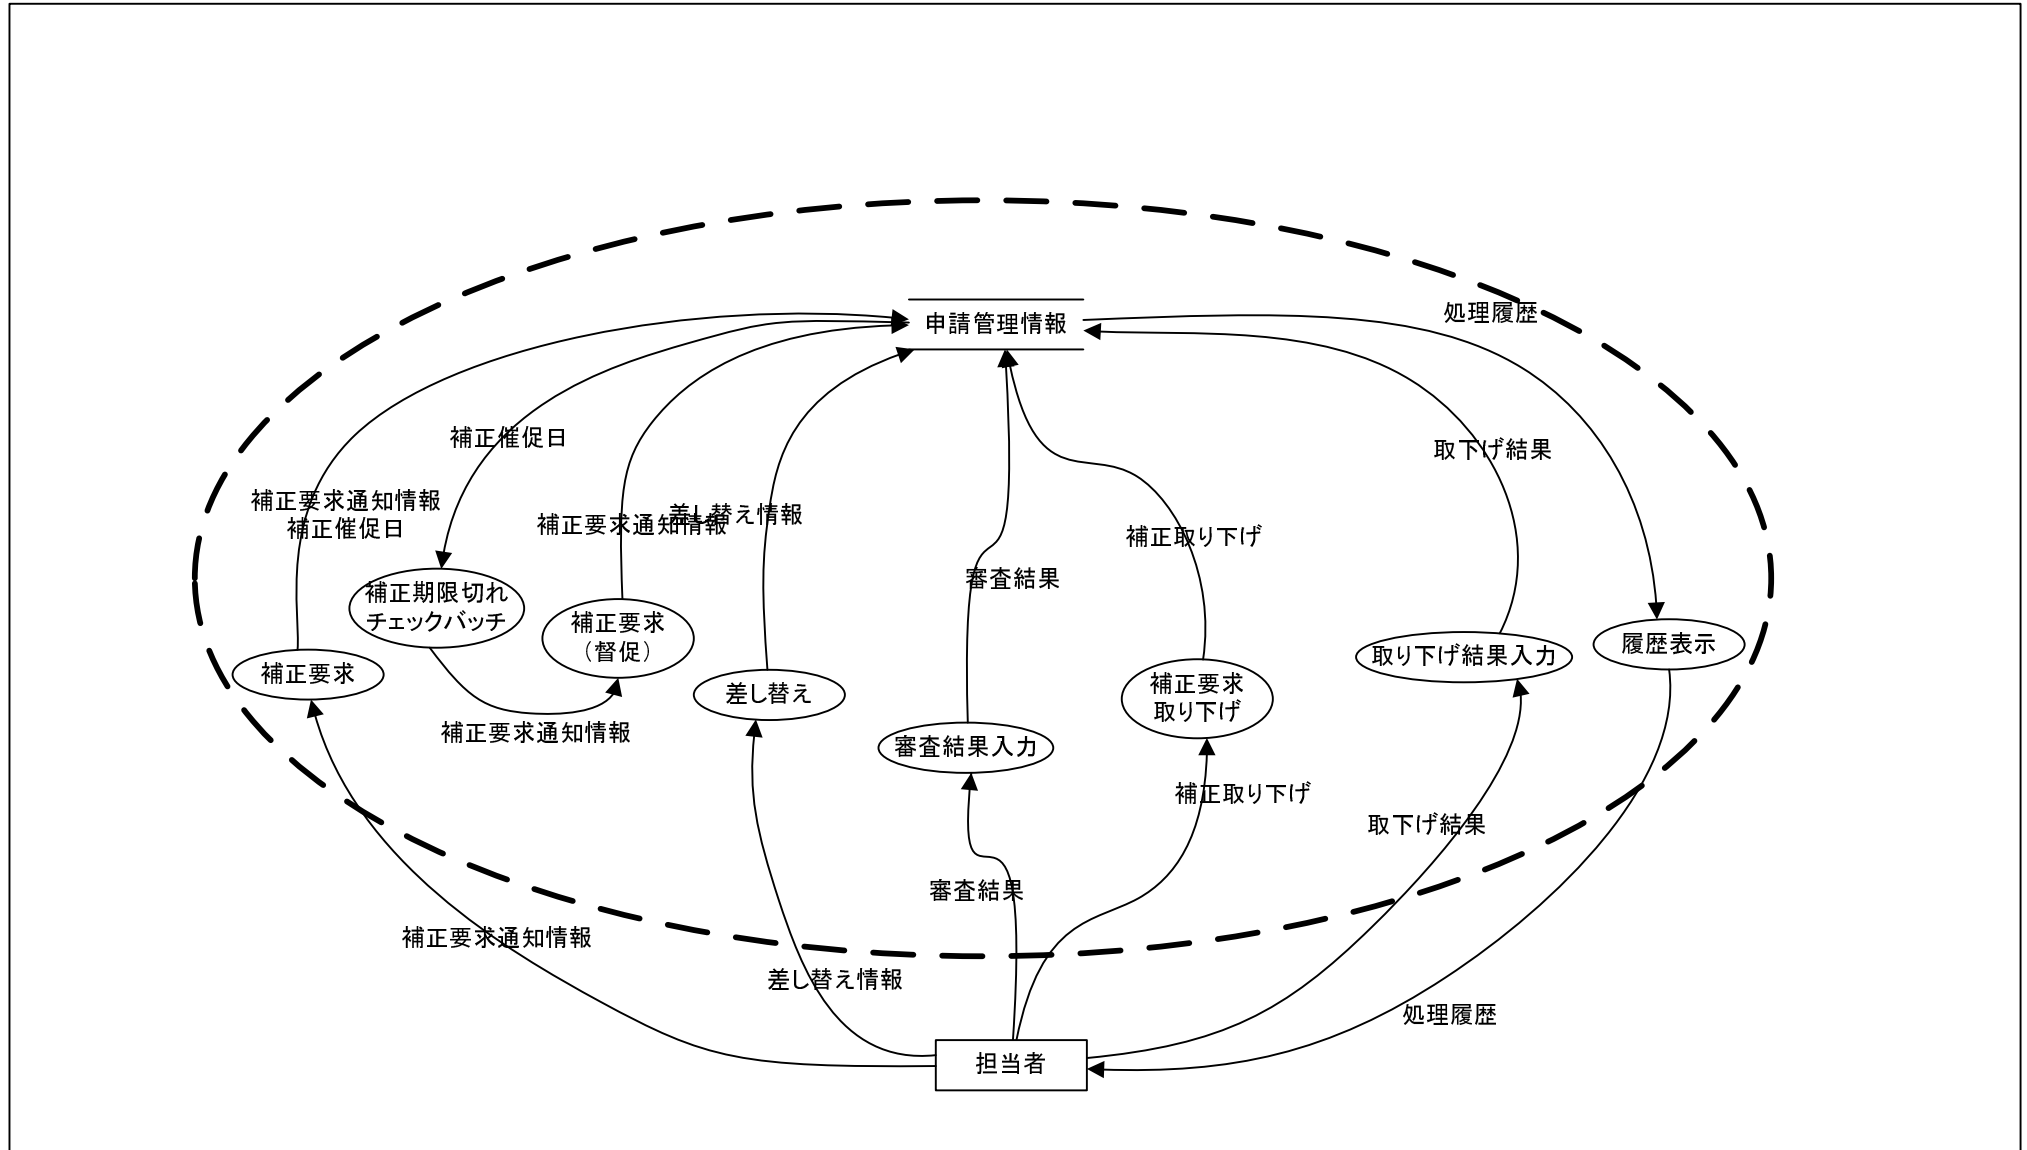 処理履歴
申請管理情報
補正催促日
取下げ結果
補正要求通知情報
補正催促日
補正要求通知情報
差し替え情報
補正取り下げ
審査結果
補正期限切れ
チェックバッチ
補正要求
（督促）
履歴表示
取り下げ結果入力
補正要求
差し替え
補正要求
取り下げ
補正要求通知情報
審査結果入力
補正取り下げ
取下げ結果
審査結果
補正要求通知情報
差し替え情報
処理履歴
担当者